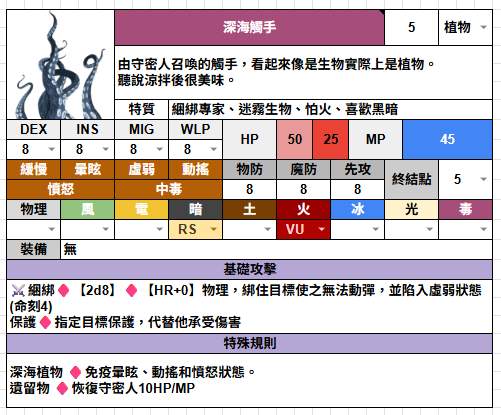 深海觸手 5 植物
由守密人召喚的觸手，看起來像是生物實際上是植物。
聽說涼拌後很美味。
特質 綑綁專家、迷霧生物、怕火、喜歡黑暗
DEX INS MIG WLP HP 50 25 MP 45
8 8 8 8
緩慢 暈眩 虛弱 動搖 物防 魔防 先攻 終結點 5
憤怒 中毒 8 8 8
物理 風 電 暗 土 火 冰 光 毒
RS VU
裝備 無
基礎攻擊
⚔️ 綑綁♦【2d8】♦【HR+0】物理，綁住目標使之無法動彈，並陷入虛弱狀態
(命刻4)
保護♦指定目標保護，代替他承受傷害
特殊規則
深海植物 ♦免疫暈眩、動搖和憤怒狀態。
遺留物 ♦恢復守密人10HP/MP